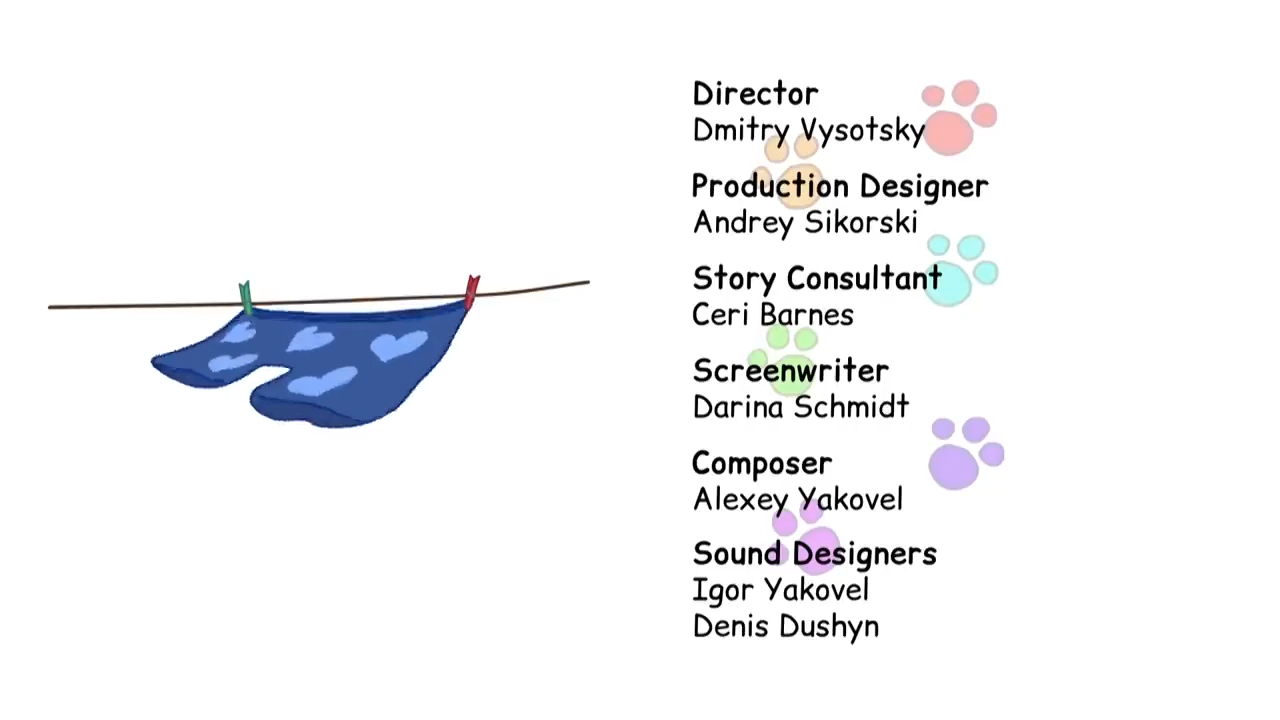 Director
Dmitry Vysotsky
Production Designer
Andrey Sikorski
Story Consultant
Ceri Barnes
Screenwriter
Darina Schmidt
Composer
Alexey Yakovel
Sound Designers
Igor Yakovel
Denis Dushyn